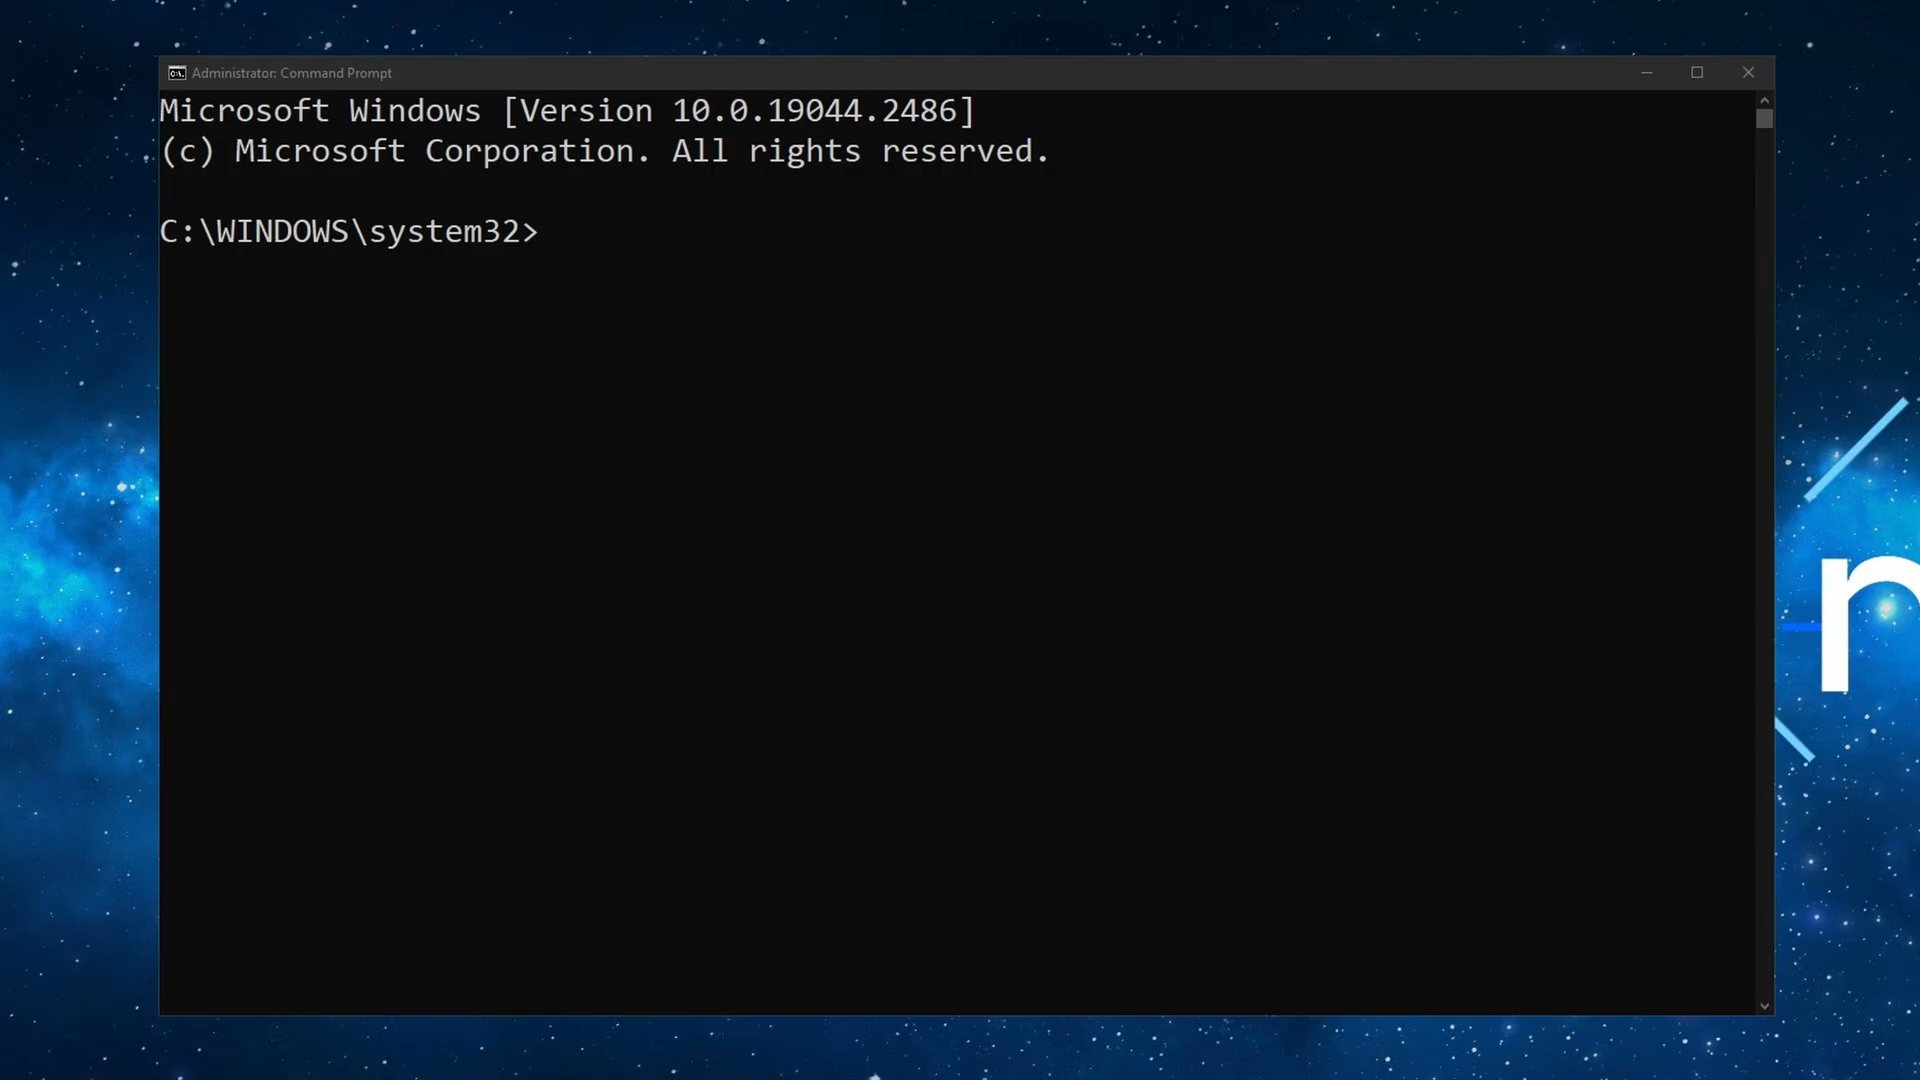 Administrator: Command Prompt
Microsoft Windows [Version 10.0.19044.2486]
(c) Microsoft Corporation. All rights reserved.
C:\WINDOWS\system32>